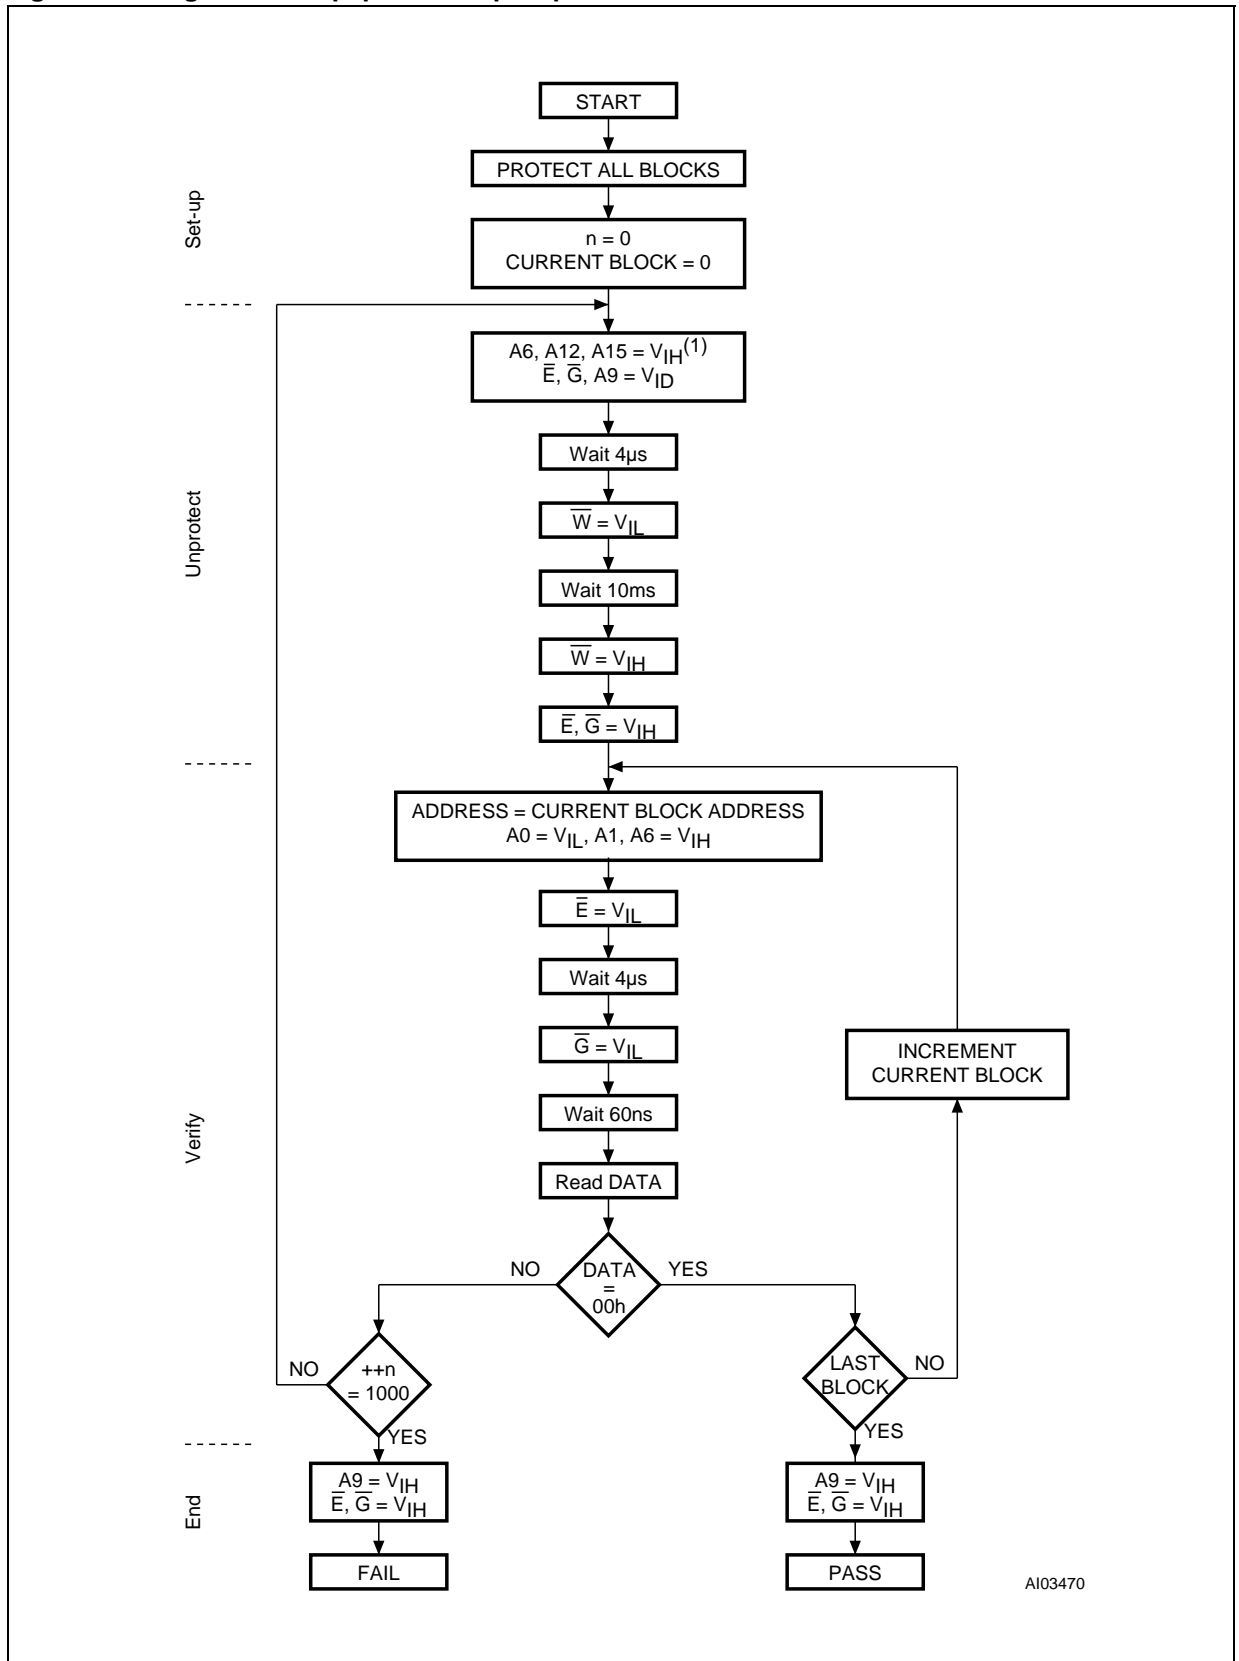 START
PROTECT ALL BLOCKS
Set-up
n = 0
CURRENT BLOCK = 0
A6, A12, A15 = VIH(1)
E̅, G̅, A9 = VID
Wait 4µs
W̅ = VIL
Unprotect
Wait 10ms
W̅ = VIH
E̅, G̅ = VIH
ADDRESS = CURRENT BLOCK ADDRESS
A0 = VIL, A1, A6 = VIH
E̅ = VIL
Wait 4µs
G̅ = VIL
INCREMENT
CURRENT BLOCK
Wait 60ns
Verify
Read DATA
NO
DATA
=
00h
YES
NO
++n
= 1000
YES
LAST
BLOCK
NO
YES
End
A9 = VIH
E̅, G̅ = VIH
A9 = VIH
E̅, G̅ = VIH
FAIL
PASS
AI03470